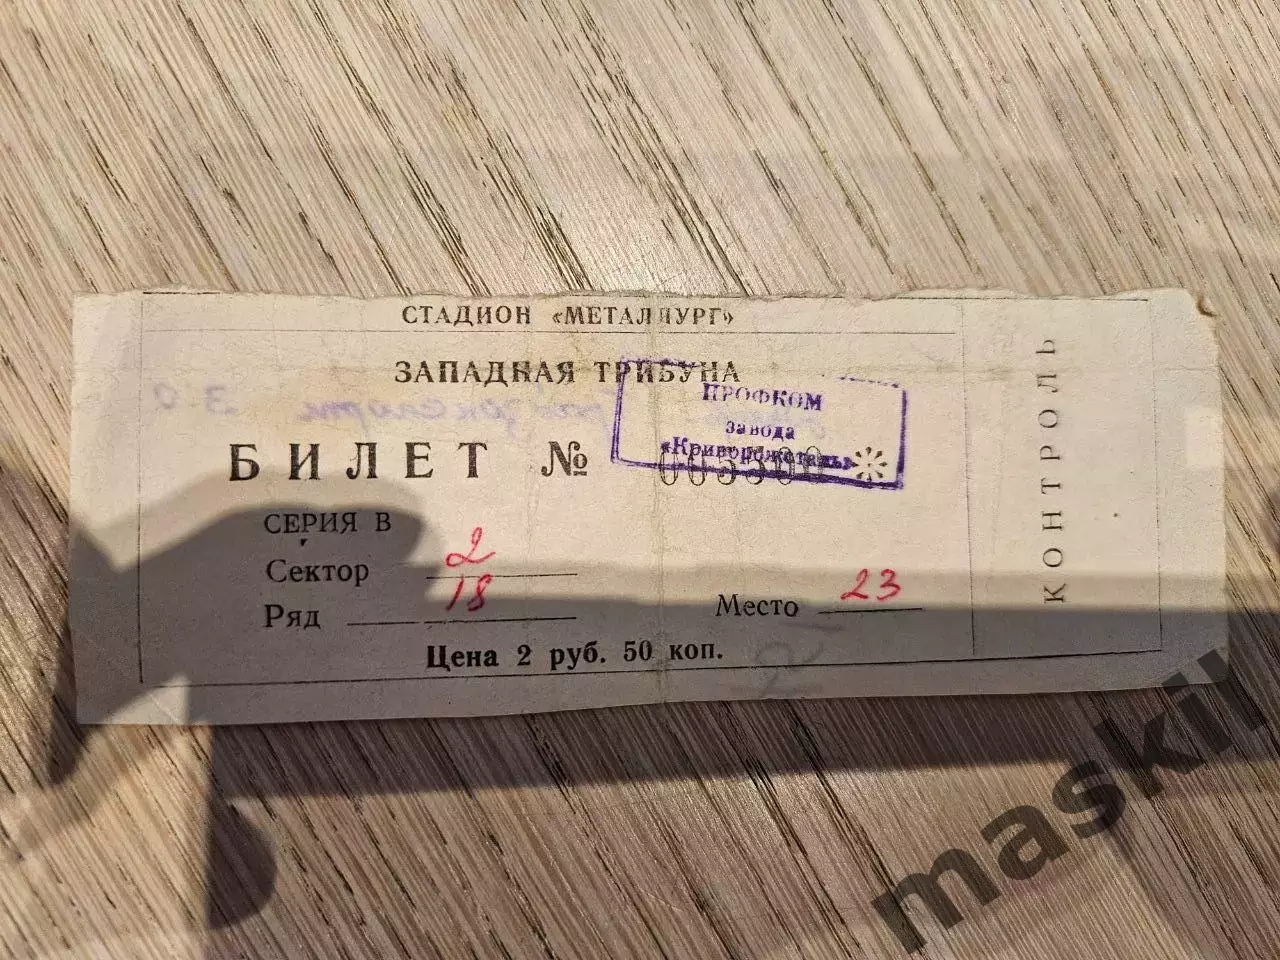 СТАДИОН «МЕТАЛЛУРГ»
ЗАПАДНАЯ ТРИБУНА
ПРОФКОМ
завода
«Криворожсталь»
БИЛЕТ №
СЕРИЯ В
Сектор 2
Ряд 18
Место 23
Цена 2 руб. 50 коп.
КОНТРОЛЬ
maskil